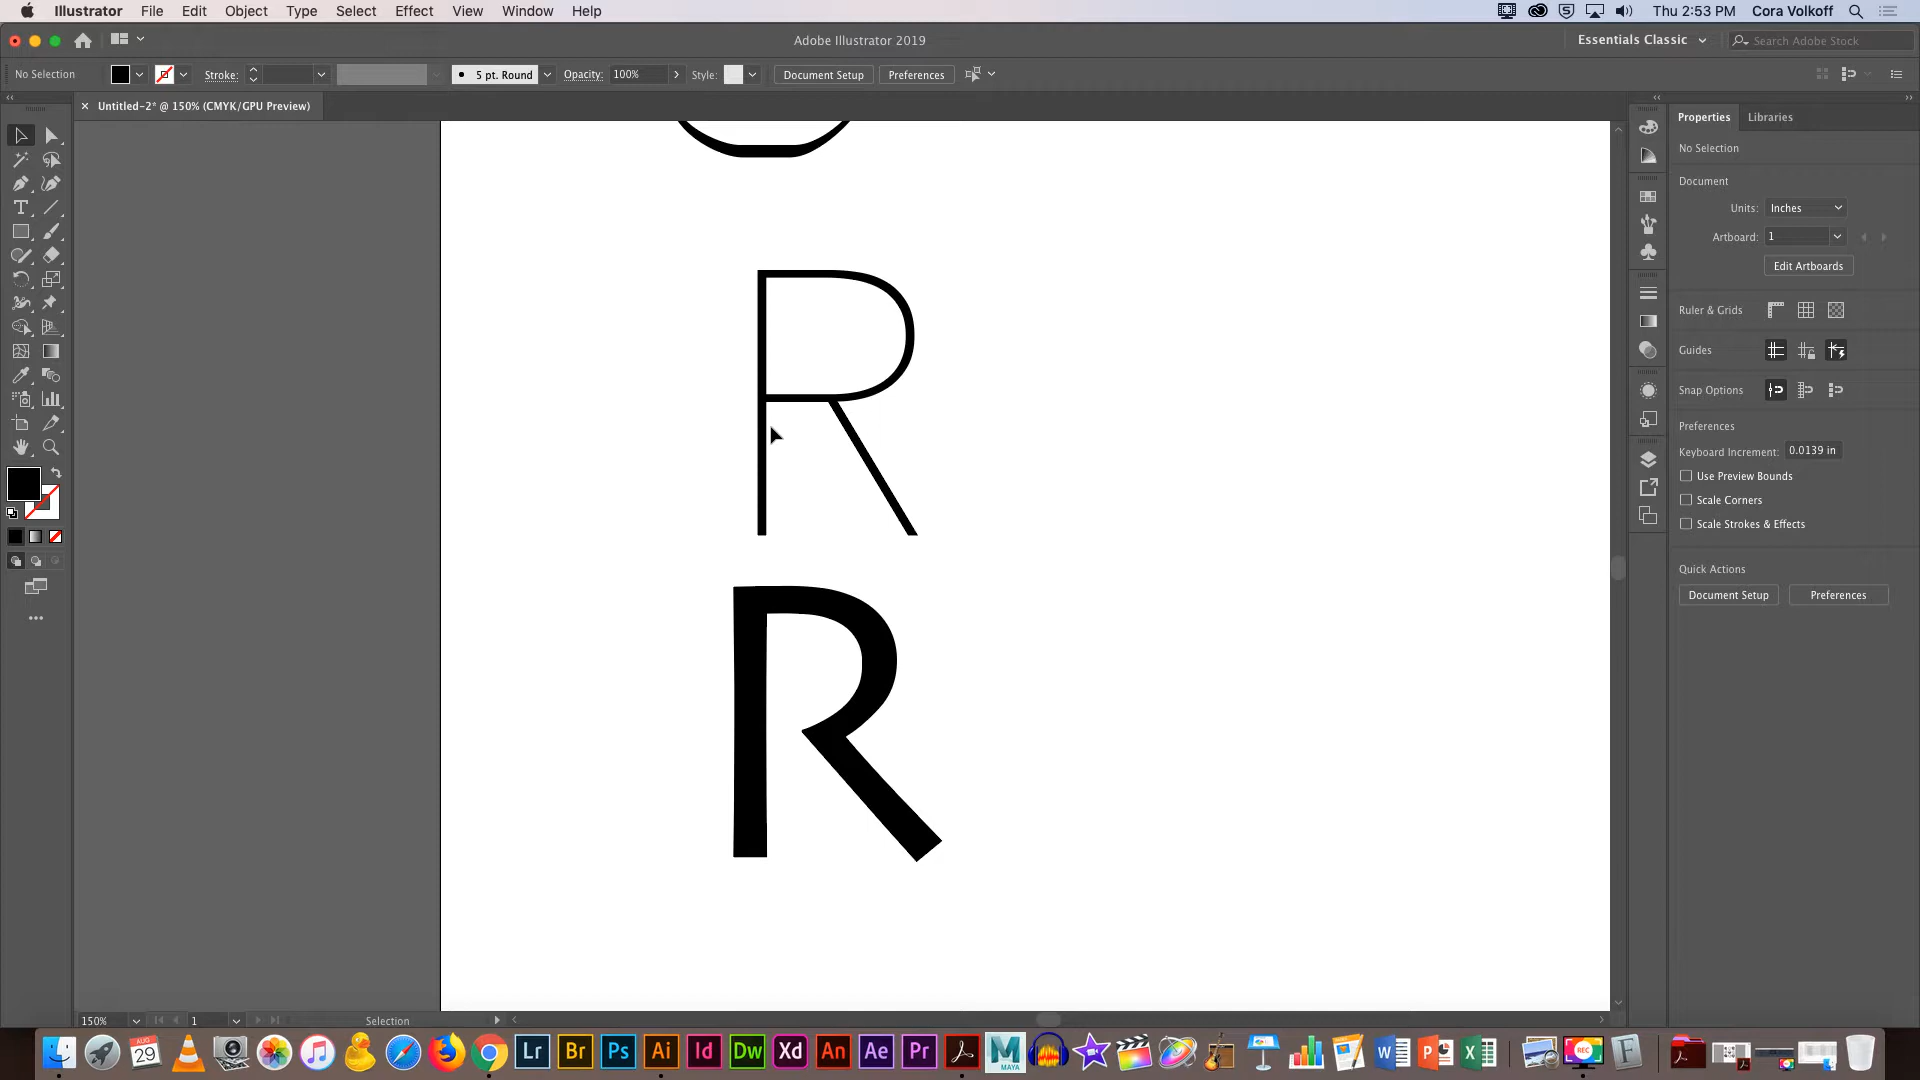 Illustrator File Edit Object Type Select Effect View Window Help
Thu 2:53 PM Cora Volkoff
Adobe Illustrator 2019
Essentials Classic
Search Adobe Stock
No Selection
Stroke:
5 pt. Round
Opacity: 100%
Style:
Document Setup
Preferences
× Untitled-2* @ 150% (CMYK/GPU Preview)
Properties
Libraries
No Selection
Document
Units: Inches
Artboard: 1
Edit Artboards
Ruler & Grids
Guides
Snap Options
Preferences
Keyboard Increment: 0.0139 in
Use Preview Bounds
Scale Corners
Scale Strokes & Effects
Quick Actions
Document Setup
Preferences
R
R
150%
1
Selection
AUG
29
Lr
Br
Ps
Ai
Id
Dw
Xd
An
Ae
Pr
MAYA
REC